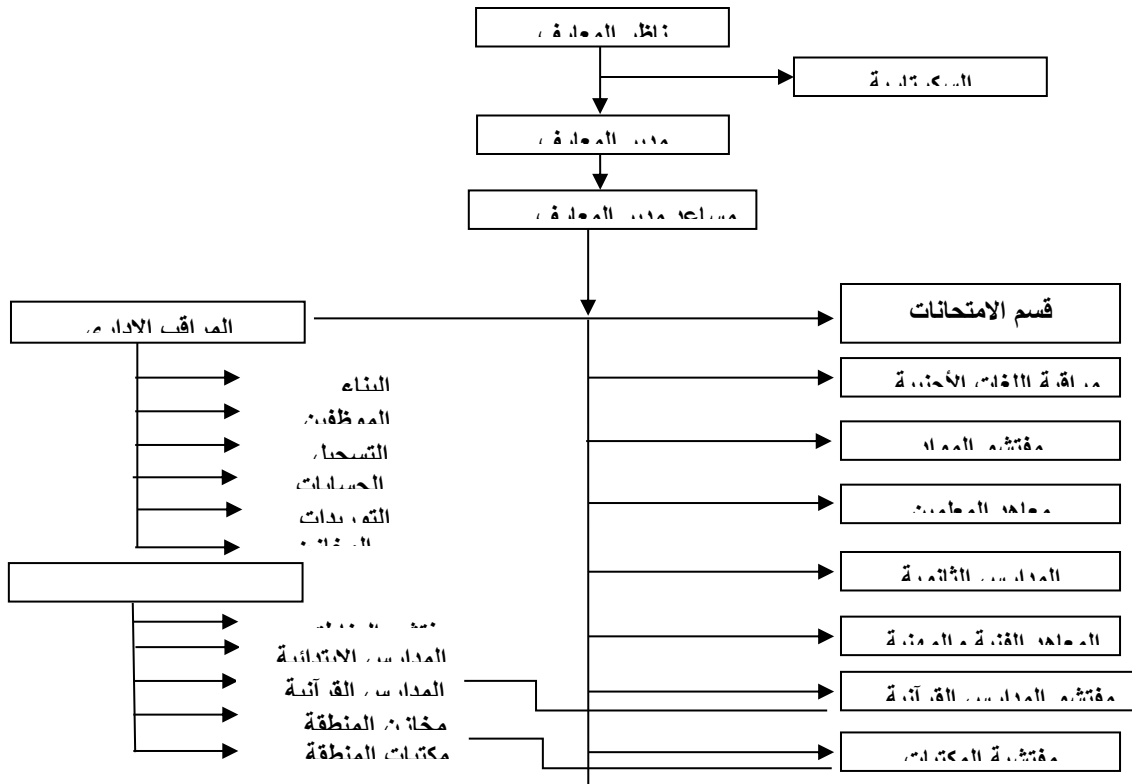 ناظر المعارف
السكرتارية
مدير المعارف
مساعد مدير المعارف
قسم الامتحانات
المراقب الإداري
مراقبة اللغات الأجنبية
البناء
الموظفين
مفتشو المواد
التسجيل
الحسابات
معاهد المعلمين
التوريدات
المخازن
المدارس الثانوية
المعاهد الفنية والمهنية
المدارس الابتدائية
المدارس القرآنية
مفتشو المدارس القرآنية
مخازن المنطقة
مفتشية المكتبات
مكتبات المنطقة